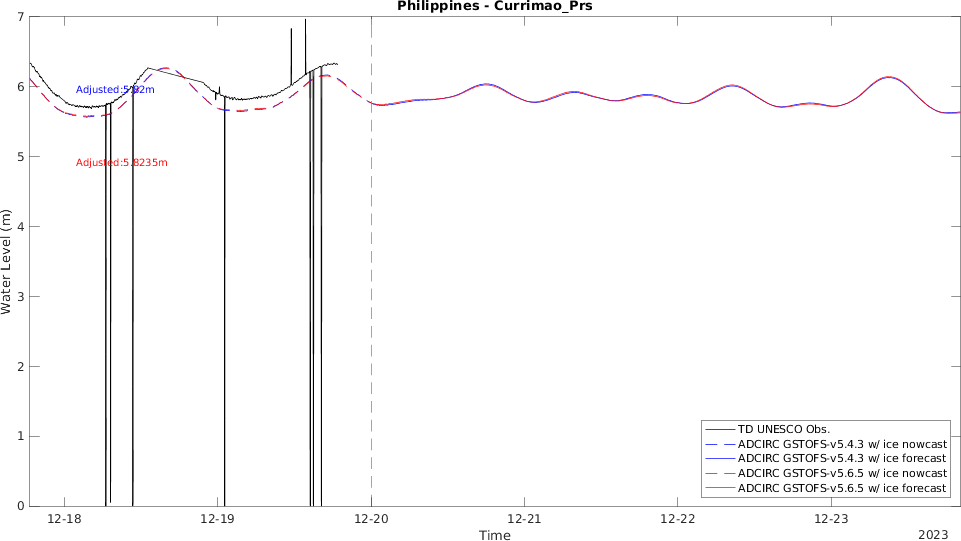 Philippines - Currimao_Prs
7
6
5
4
3
2
1
0
Water Level (m)
Adjusted:5.82m
Adjusted:5.8235m
TD UNESCO Obs.
ADCIRC GSTOFS-v5.4.3 w/ ice nowcast
ADCIRC GSTOFS-v5.4.3 w/ ice forecast
ADCIRC GSTOFS-v5.6.5 w/ ice nowcast
ADCIRC GSTOFS-v5.6.5 w/ ice forecast
12-18 12-19 12-20 12-21 12-22 12-23
Time
2023